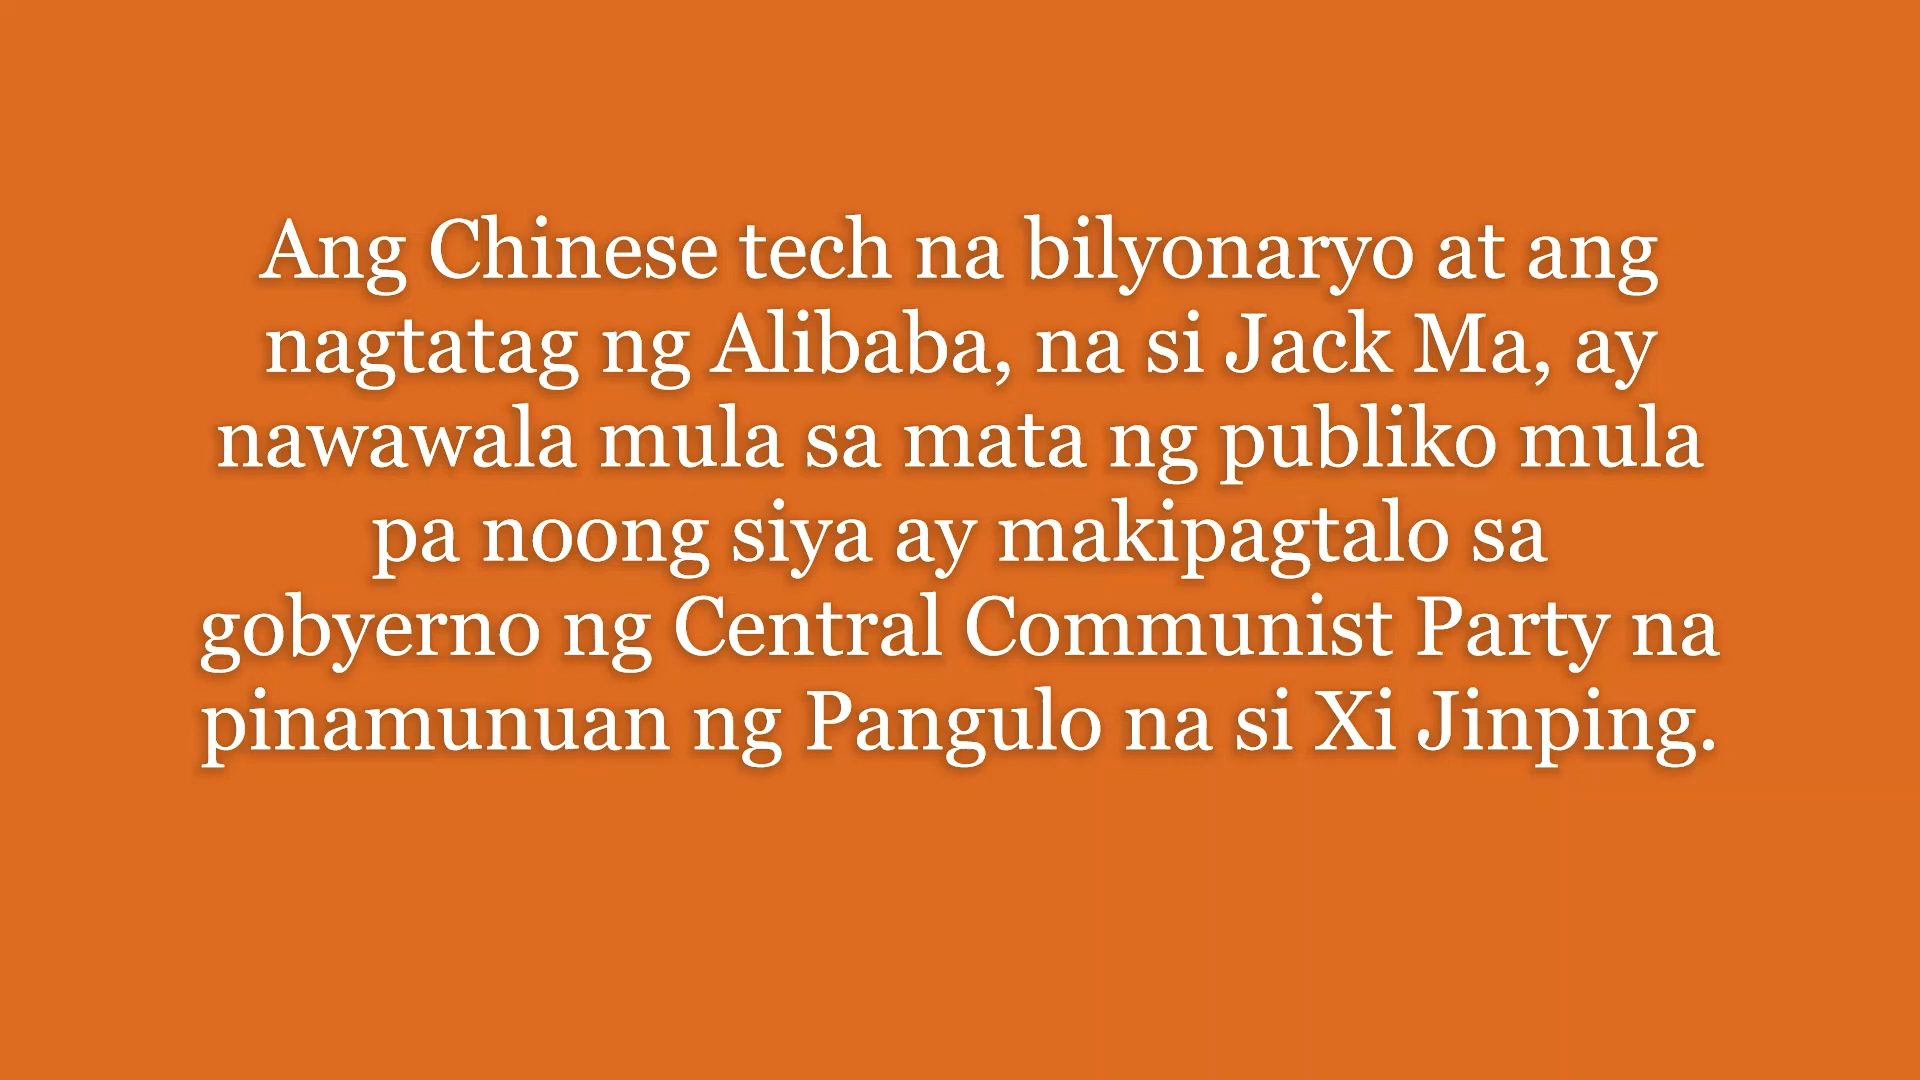 Ang Chinese tech na bilyonaryo at ang
nagtatag ng Alibaba, na si Jack Ma, ay
nawawala mula sa mata ng publiko mula
pa noong siya ay makipagtalo sa
gobyerno ng Central Communist Party na
pinamunuan ng Pangulo na si Xi Jinping.